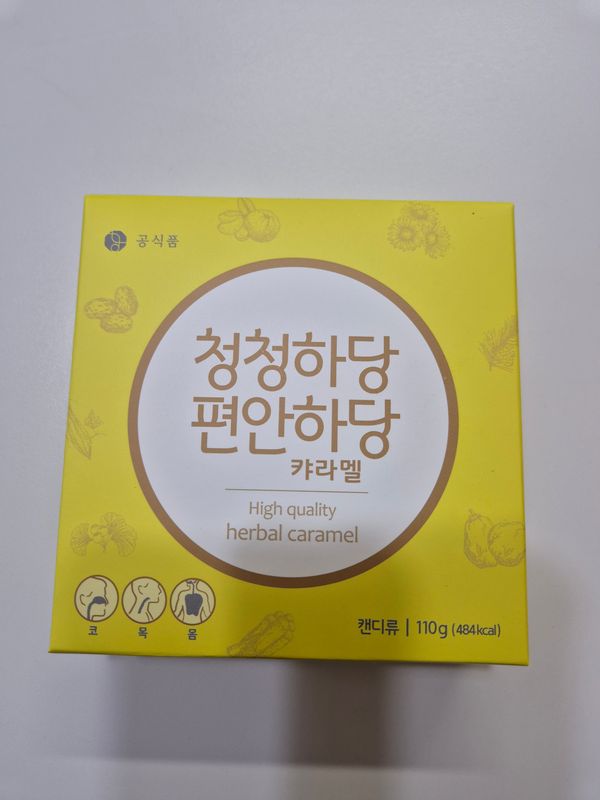 공식품
청청하당
편안하당
캬라멜
High quality
herbal caramel
코 목 몸
캔디류 | 110g (484kcal)